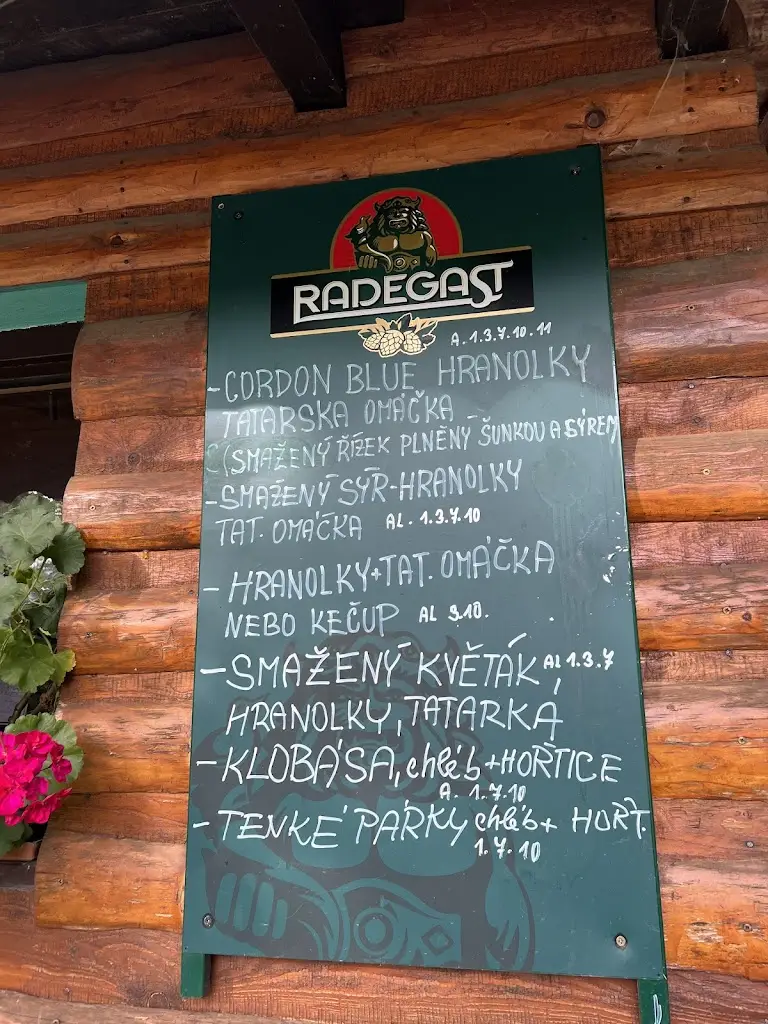 RADEGAST
A. 1.3.7.10.11
-CORDON BLUE HRANOLKY
TATARSKA OMÁČKA
(SMAŽENÝ ŘÍZEK PLNĚNÝ ŠUNKOU A SÝREM
-SMAŽENÝ SÝR-HRANOLKY
TAT. OMÁČKA AL. 1.3.7.10
- HRANOLKY+TAT. OMÁČKA
NEBO KEČUP AL 9.10.
- SMAŽENÝ KVĚTÁK, AL 1.3.7
HRANOLKY, TATARKA
- KLOBÁSA, chléb+HOŘTICE
A. 1.7.10
- TENKÉ PÁRKY chléb+ HOŘT.
1.7.10